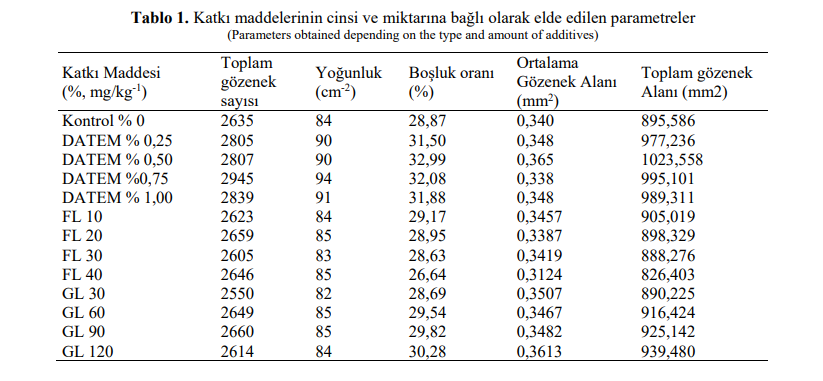 Tablo 1. Katkı maddelerinin cinsi ve miktarına bağlı olarak elde edilen parametreler
(Parameters obtained depending on the type and amount of additives)
Katkı Maddesi (%, mg/kg-1) Toplam gözenek sayısı Yoğunluk (cm-2) Boşluk oranı (%) Ortalama Gözenek Alanı (mm2) Toplam gözenek Alanı (mm2)
Kontrol % 0 2635 84 28,87 0,340 895,586
DATEM % 0,25 2805 90 31,50 0,348 977,236
DATEM % 0,50 2807 90 32,99 0,365 1023,558
DATEM %0,75 2945 94 32,08 0,338 995,101
DATEM % 1,00 2839 91 31,88 0,348 989,311
FL 10 2623 84 29,17 0,3457 905,019
FL 20 2659 85 28,95 0,3387 898,329
FL 30 2605 83 28,63 0,3419 888,276
FL 40 2646 85 26,64 0,3124 826,403
GL 30 2550 82 28,69 0,3507 890,225
GL 60 2649 85 29,54 0,3467 916,424
GL 90 2660 85 29,82 0,3482 925,142
GL 120 2614 84 30,28 0,3613 939,480